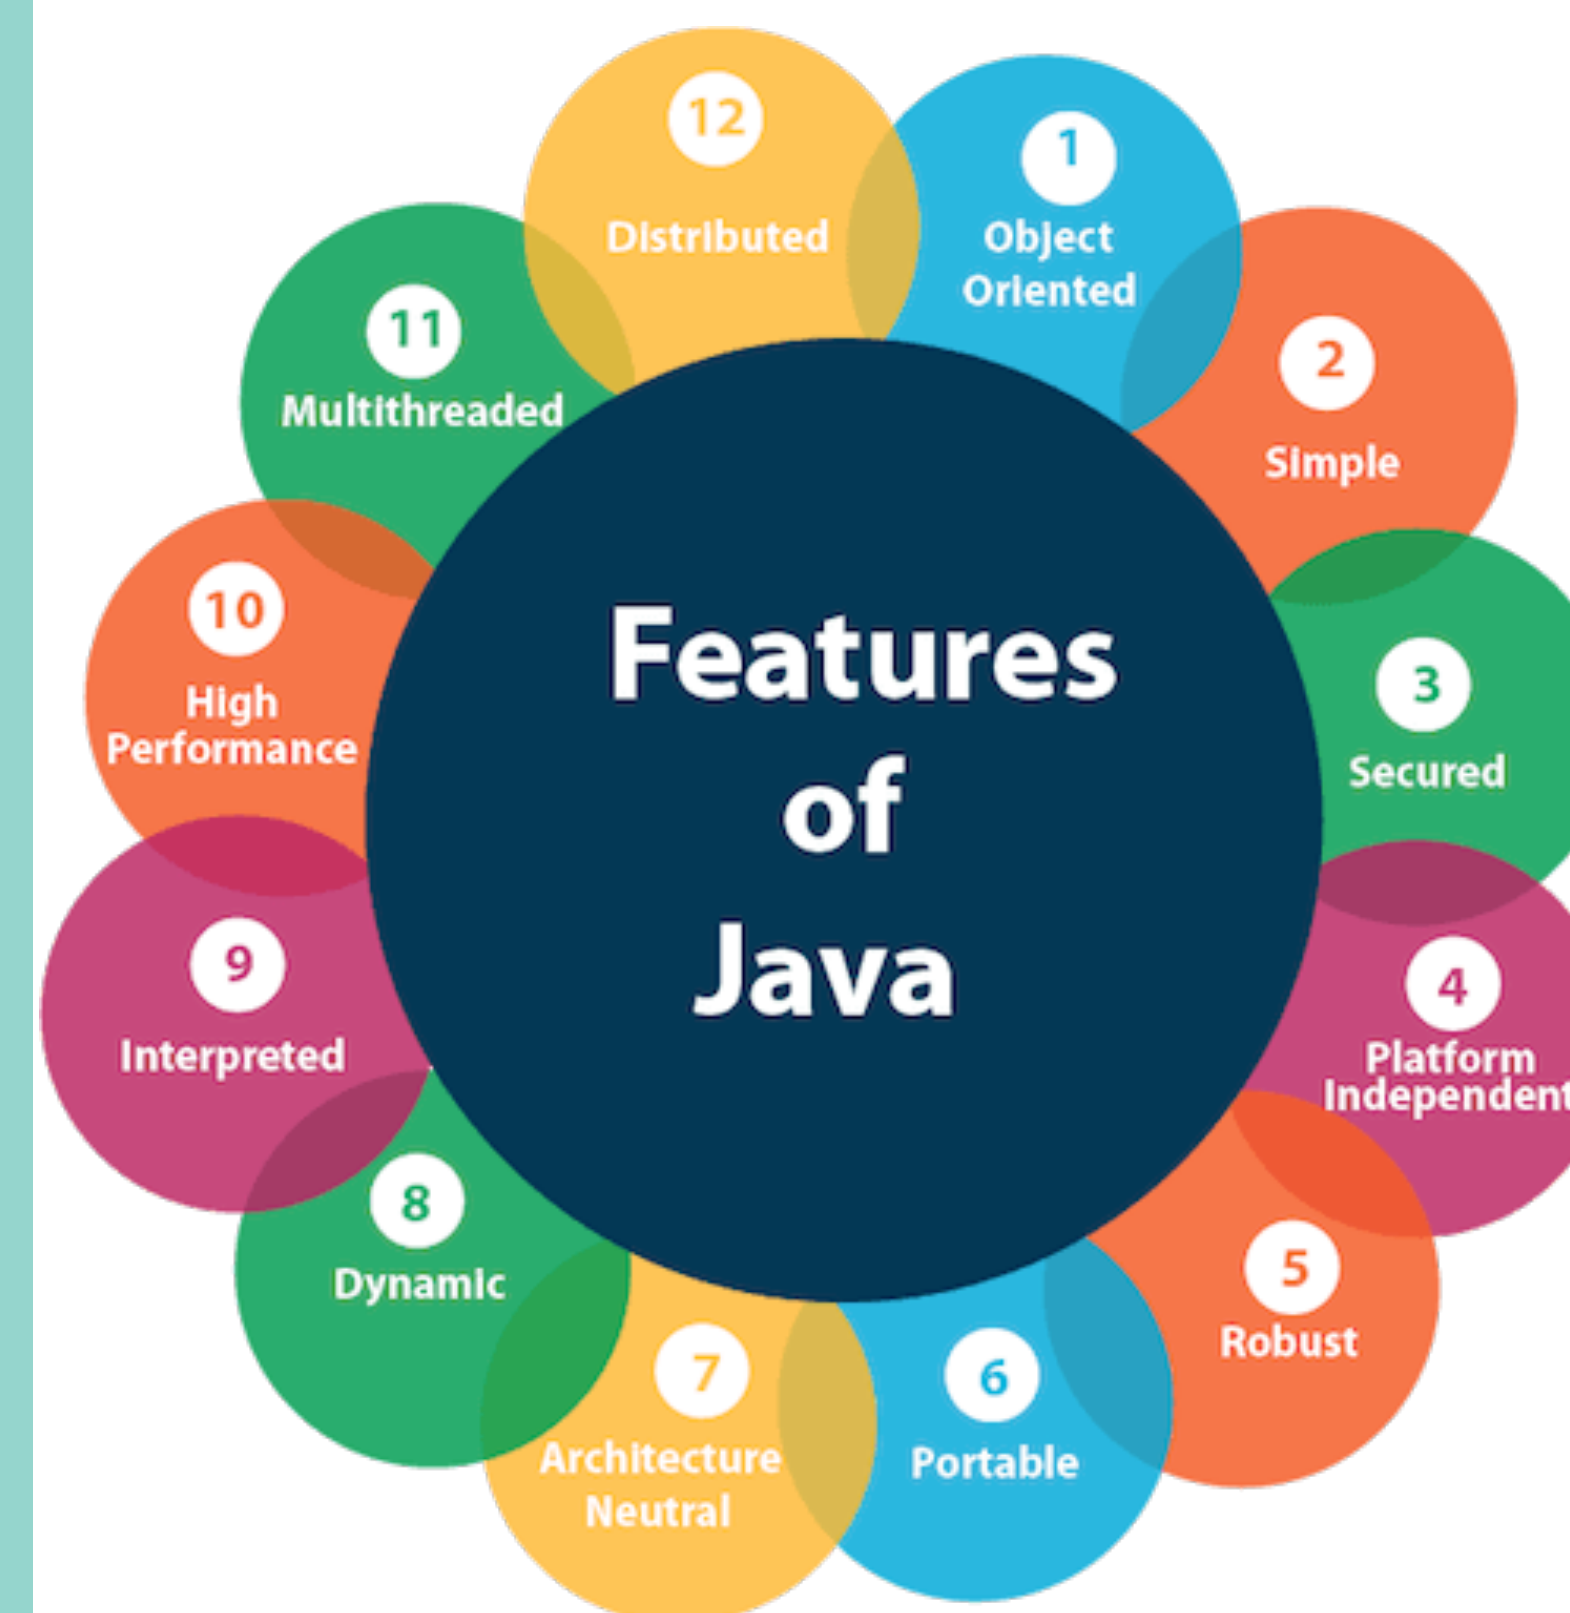 Features
of
Java
1
Object
Oriented
2
Simple
3
Secured
4
Platform
Independent
5
Robust
6
Portable
7
Architecture
Neutral
8
Dynamic
9
Interpreted
10
High
Performance
11
Multithreaded
12
Distributed